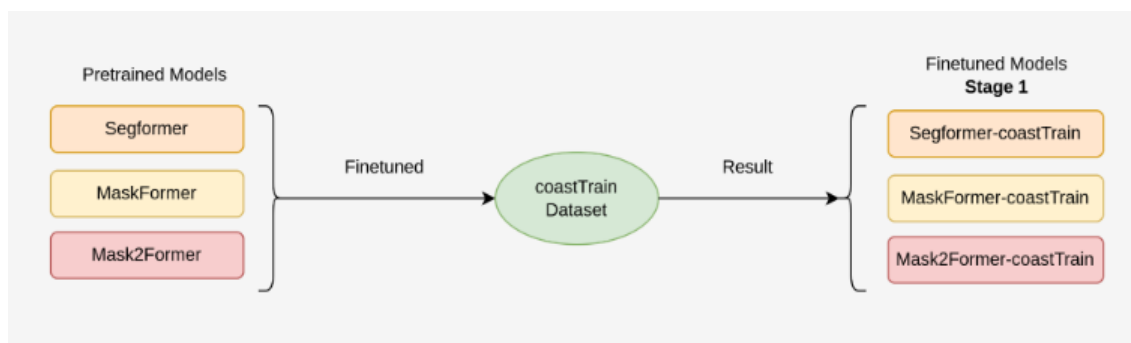 Pretrained Models
Segformer
MaskFormer
Mask2Former
Finetuned
coastTrain
Dataset
Result
Finetuned Models
Stage 1
Segformer-coastTrain
MaskFormer-coastTrain
Mask2Former-coastTrain